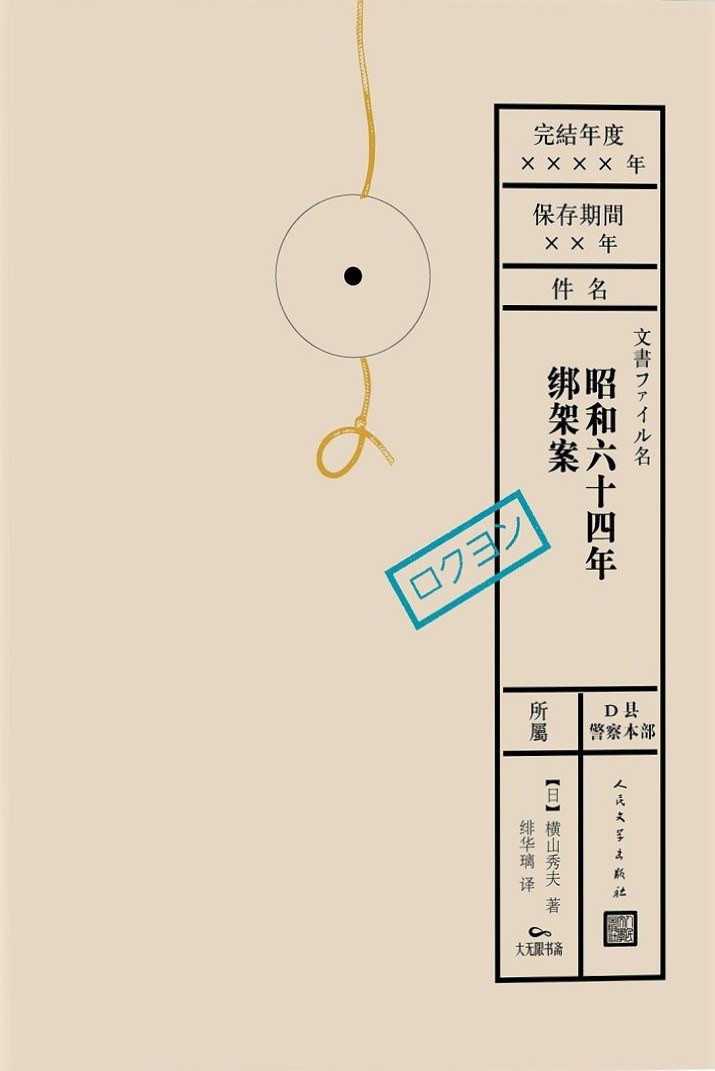 完結年度
××××年
保存期間
××年
件名
文書ファイル名
昭和六十四年
绑架案
ロクヨン
D县
警察本部
所屬
人民文学出版社
【日】横山秀夫 著
绯华璃 译
大无限书斋